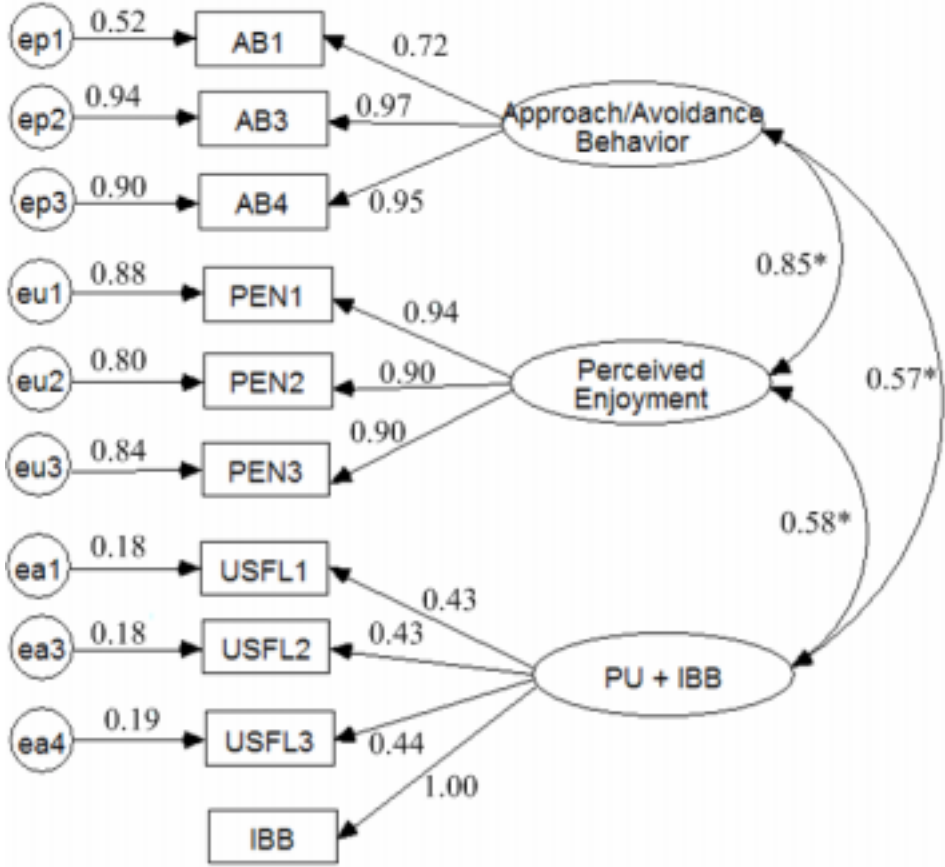 ep1 0.52 AB1 0.72
ep2 0.94 AB3 0.97 Approach/Avoidance
Behavior
ep3 0.90 AB4 0.95
eu1 0.88 PEN1 0.94 0.85*
eu2 0.80 PEN2 0.90 Perceived
Enjoyment 0.57*
eu3 0.84 PEN3 0.90
0.58*
ea1 0.18 USFL1 0.43
ea3 0.18 USFL2 0.43 PU + IBB
ea4 0.19 USFL3 0.44
1.00
IBB